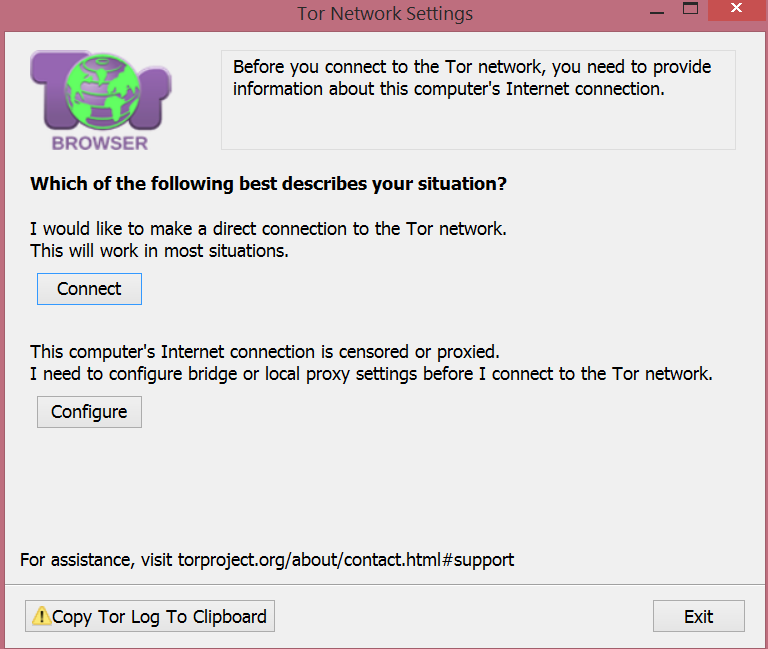 Tor Network Settings
Tor
BROWSER
Before you connect to the Tor network, you need to provide
information about this computer's Internet connection.
Which of the following best describes your situation?
I would like to make a direct connection to the Tor network.
This will work in most situations.
Connect
This computer's Internet connection is censored or proxied.
I need to configure bridge or local proxy settings before I connect to the Tor network.
Configure
For assistance, visit torproject.org/about/contact.html#support
Copy Tor Log To Clipboard
Exit